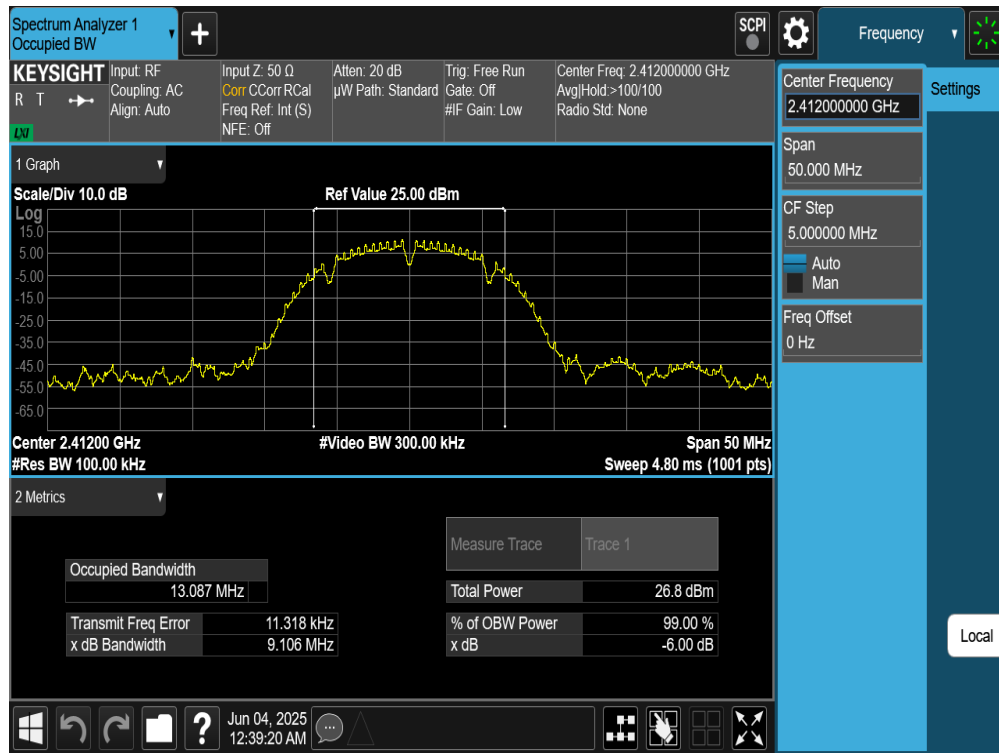 Spectrum Analyzer 1
Occupied BW
+
SCPI
Frequency
KEYSIGHT
R T
LXI
Input: RF
Coupling: AC
Align: Auto
Input Z: 50 Ω
Corr CCorr RCal
Freq Ref: Int (S)
NFE: Off
Atten: 20 dB
µW Path: Standard
Trig: Free Run
Gate: Off
#IF Gain: Low
Center Freq: 2.412000000 GHz
Avg|Hold:>100/100
Radio Std: None
Center Frequency
2.412000000 GHz
Settings
Span
50.000 MHz
CF Step
5.000000 MHz
Auto
Man
Freq Offset
0 Hz
Local
1 Graph
Scale/Div 10.0 dB
Ref Value 25.00 dBm
Log
15.0
5.00
-5.00
-15.0
-25.0
-35.0
-45.0
-55.0
-65.0
Center 2.41200 GHz
#Video BW 300.00 kHz
Span 50 MHz
#Res BW 100.00 kHz
Sweep 4.80 ms (1001 pts)
2 Metrics
Measure Trace
Trace 1
Occupied Bandwidth
13.087 MHz
Total Power
26.8 dBm
Transmit Freq Error
11.318 kHz
% of OBW Power
99.00 %
x dB Bandwidth
9.106 MHz
x dB
-6.00 dB
?
Jun 04, 2025
12:39:20 AM